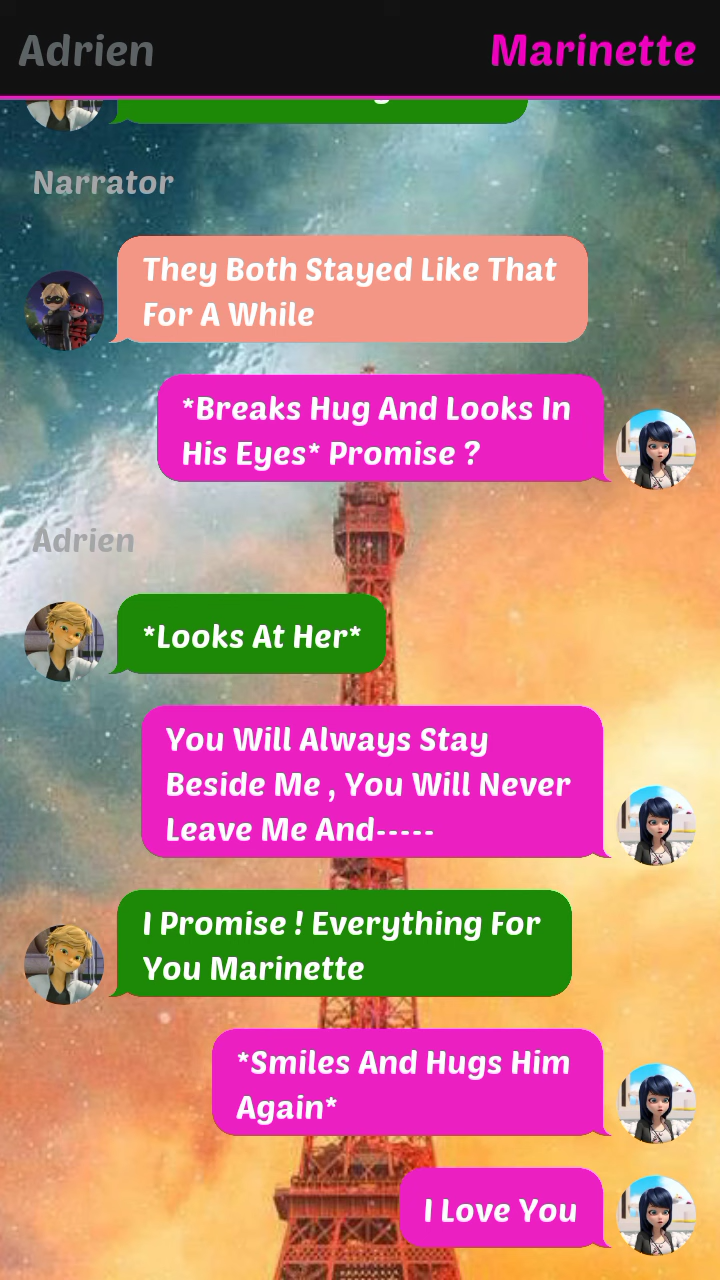 Adrien
Marinette
Narrator
They Both Stayed Like That
For A While
*Breaks Hug And Looks In
His Eyes* Promise ?
Adrien
*Looks At Her*
You Will Always Stay
Beside Me , You Will Never
Leave Me And-----
I Promise ! Everything For
You Marinette
*Smiles And Hugs Him
Again*
I Love You